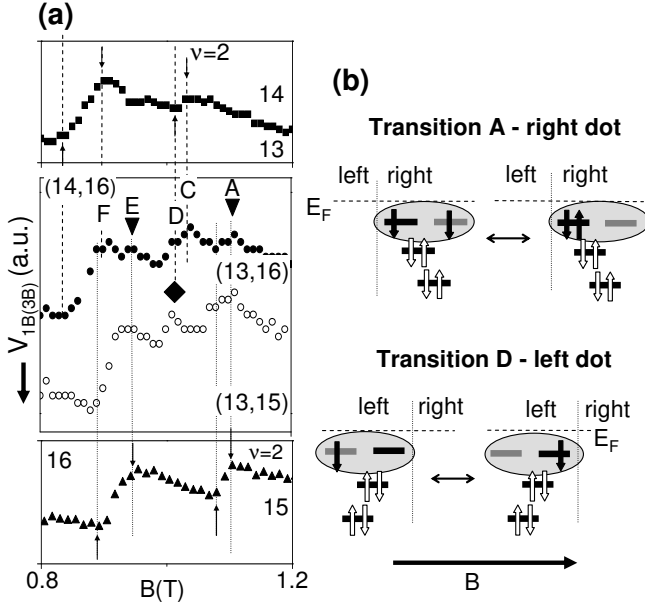 (a)
ν=2
14
13
(14,16)
F
E
D
C
A
(13,16)
(13,15)
V1B(3B) (a.u.)
16
ν=2
15
0.8
B(T)
1.2
(b)
Transition A - right dot
left
right
left
right
EF
Transition D - left dot
left
right
left
right
EF
B